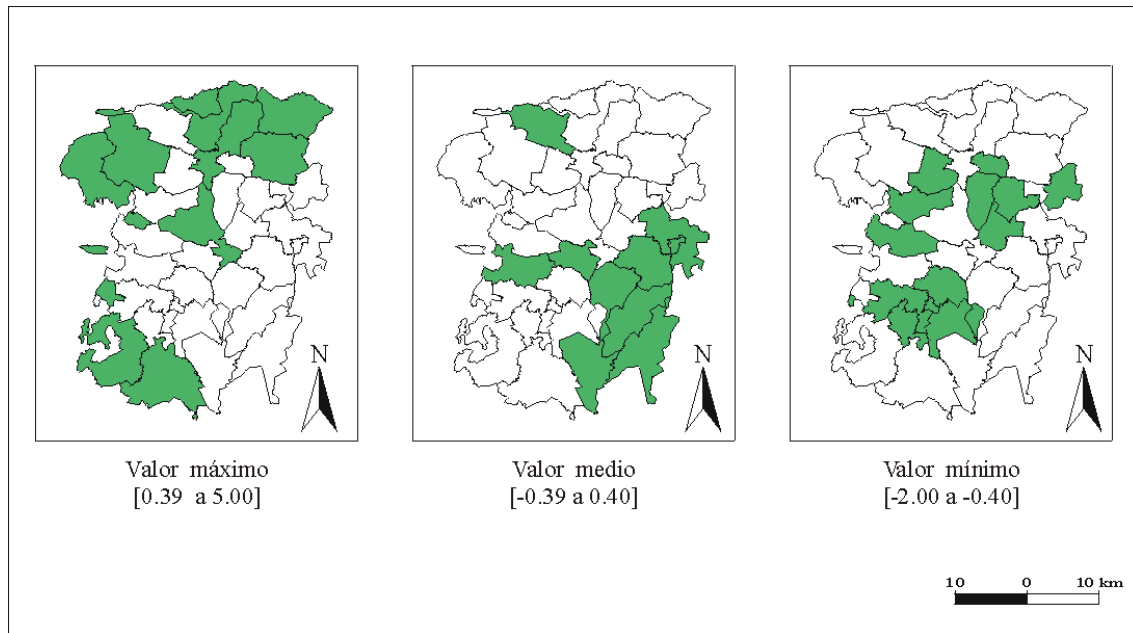 N
N
N
Valor máximo
[0.39 a 5.00]
Valor medio
[-0.39 a 0.40]
Valor mínimo
[-2.00 a -0.40]
10 0 10 km